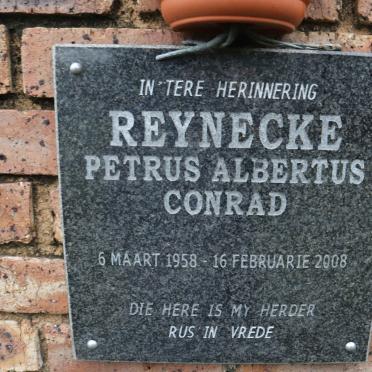 IN TERE HERINNERING
REYNECKE
PETRUS ALBERTUS
CONRAD
6 MAART 1958 - 16 FEBRUARIE 2008
DIE HERE IS MY HERDER
RUS IN VREDE